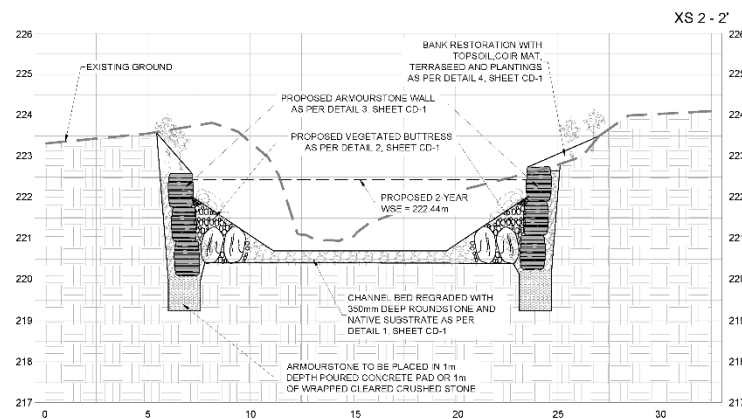 XS 2 - 2'
226
225
224
223
222
221
220
219
218
217
EXISTING GROUND
BANK RESTORATION WITH
TOPSOIL,COIR MAT,
TERRASEED AND PLANTINGS
AS PER DETAIL 4, SHEET CD-1
PROPOSED ARMOURSTONE WALL
AS PER DETAIL 3, SHEET CD-1
PROPOSED VEGETATED BUTTRESS
AS PER DETAIL 2, SHEET CD-1
PROPOSED 2-YEAR
WSE = 222.44m
CHANNEL BED REGRADED WITH
350mm DEEP ROUNDSTONE AND
NATIVE SUBSTRATE AS PER
DETAIL 1, SHEET CD-1
ARMOURSTONE TO BE PLACED IN 1m
DEPTH POURED CONCRETE PAD OR 1m
OF WRAPPED CLEARED CRUSHED STONE
226
225
224
223
222
221
220
219
218
217
0 5 10 15 20 25 30